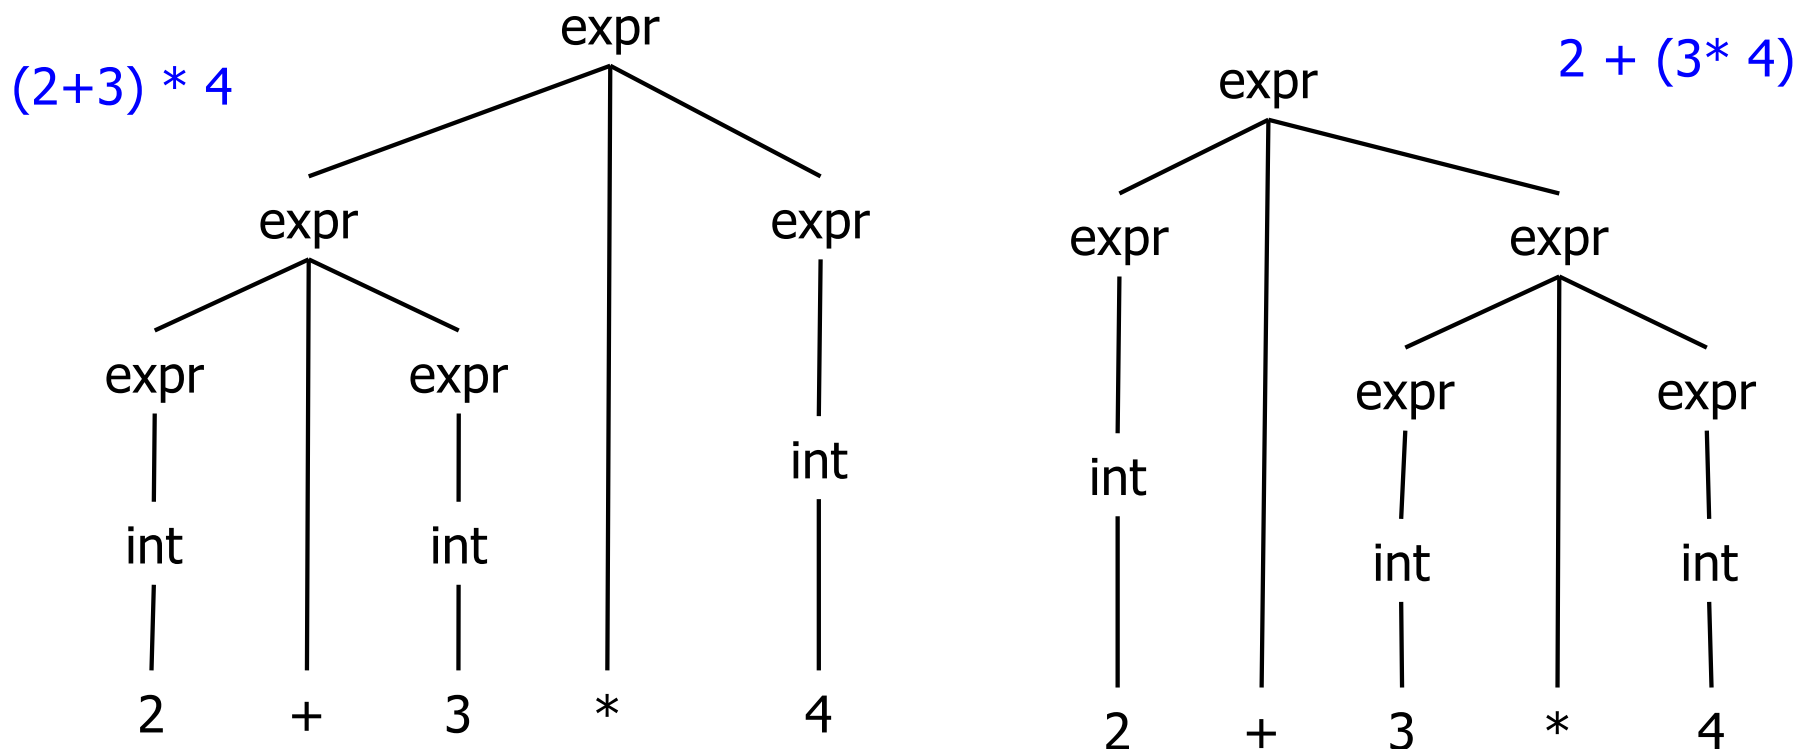 expr
(2+3) * 4
expr expr
expr expr
int
int int
2 + 3 * 4
2 + (3* 4)
expr
expr expr
expr expr
int
int int
2 + 3 * 4